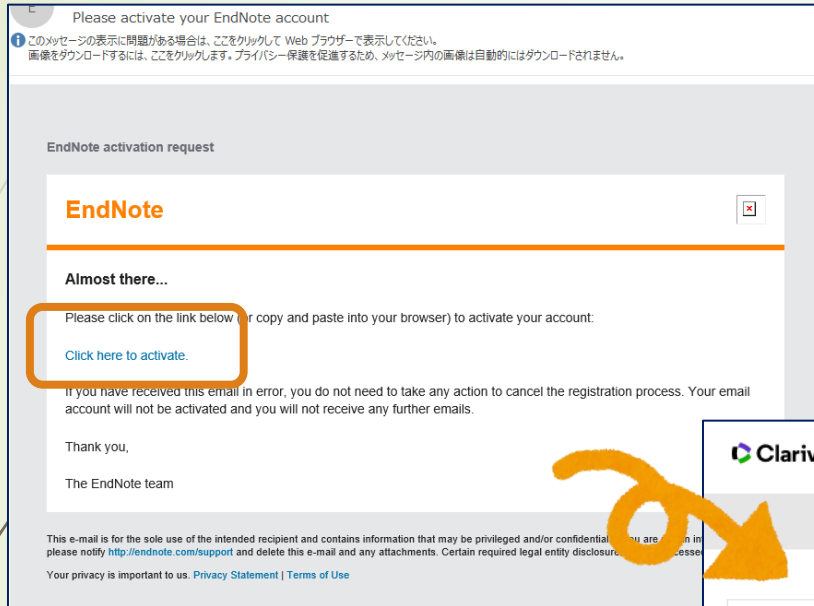 E
Please activate your EndNote account
このメッセージの表示に問題がある場合は、ここをクリックして Web ブラウザーで表示してください。
画像をダウンロードするには、ここをクリックします。プライバシー保護を促進するため、メッセージ内の画像は自動的にはダウンロードされません。
EndNote activation request
EndNote
Almost there...
Please click on the link below (or copy and paste into your browser) to activate your account:
Click here to activate.
If you have received this email in error, you do not need to take any action to cancel the registration process. Your email
account will not be activated and you will not receive any further emails.
Thank you,
The EndNote team
Clariv
This e-mail is for the sole use of the intended recipient and contains information that may be privileged and/or confidential
please notify http://endnote.com/support and delete this e-mail and any attachments. Certain required legal entity
Your privacy is important to us. Privacy Statement | Terms of Use